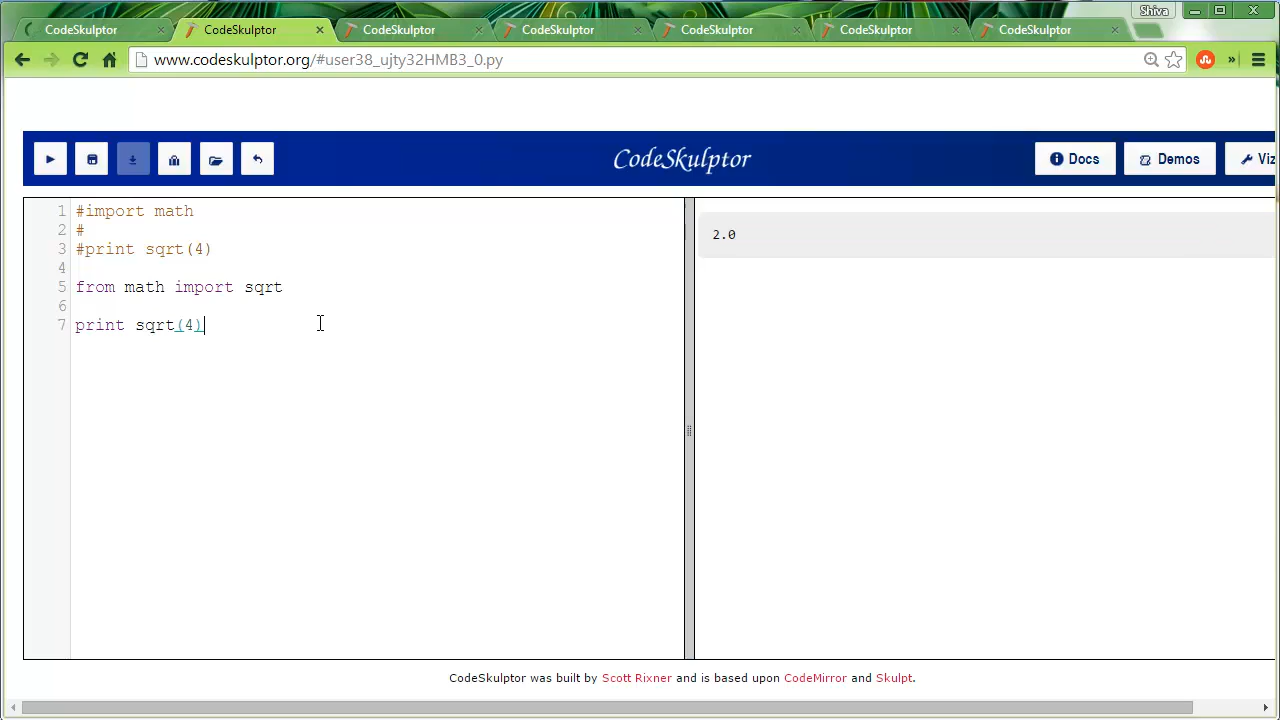 Shiva
CodeSkulptor CodeSkulptor CodeSkulptor CodeSkulptor CodeSkulptor CodeSkulptor CodeSkulptor
www.codeskulptor.org/#user38_ujty32HMB3_0.py
CodeSkulptor Docs Demos Viz
1 #import math
2 #
3 #print sqrt(4)
4
5 from math import sqrt
6
7 print sqrt(4)
2.0
CodeSkulptor was built by Scott Rixner and is based upon CodeMirror and Skulpt.